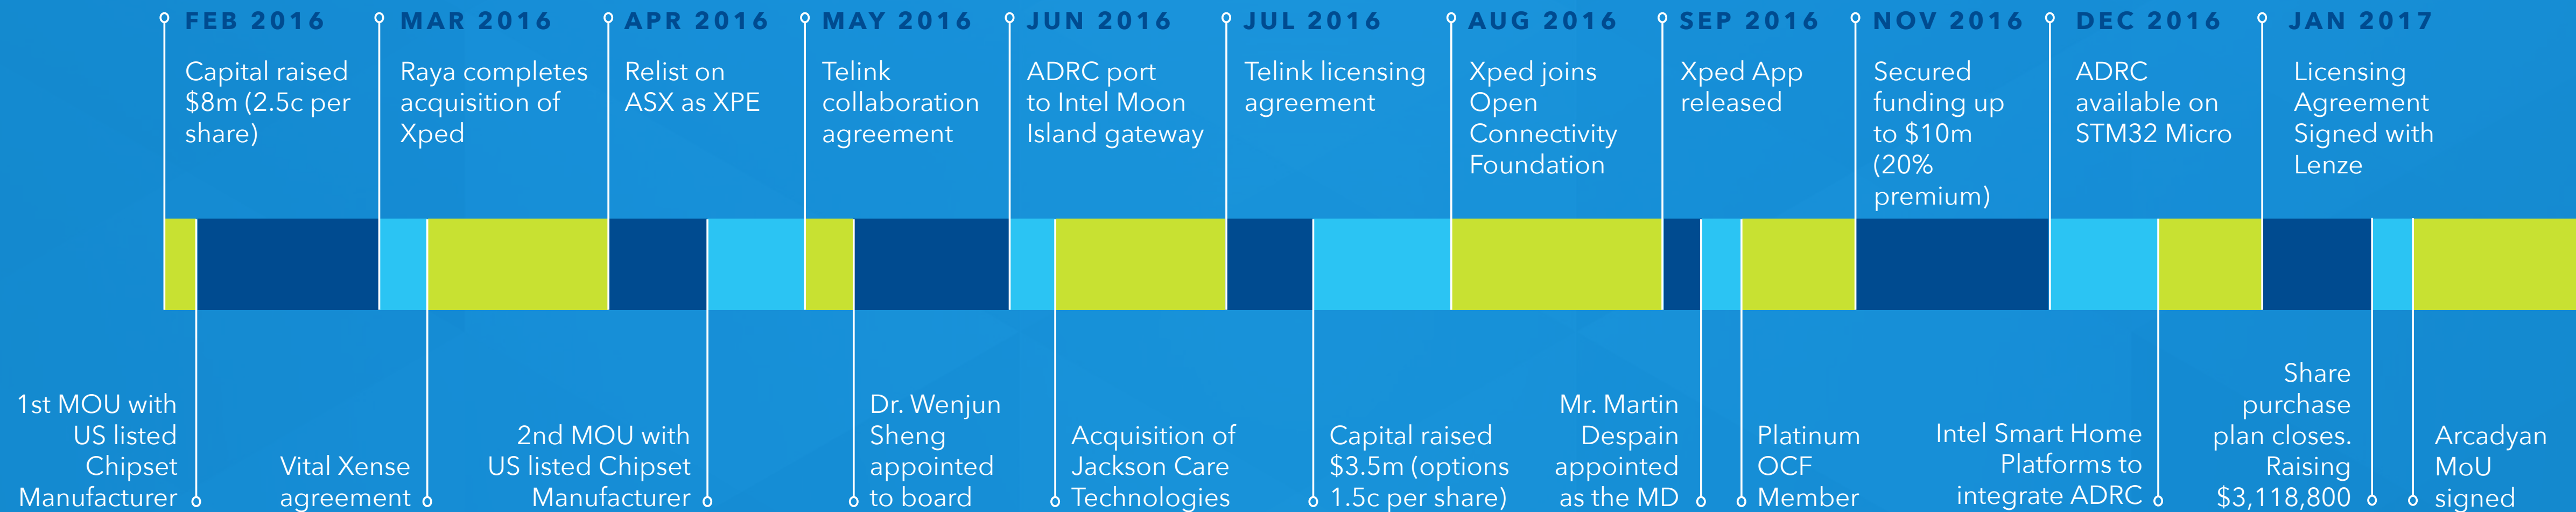 FEB 2016
Capital raised
$8m (2.5c per
share)
MAR 2016
Raya completes
acquisition of
Xped
APR 2016
Relist on
ASX as XPE
MAY 2016
Telink
collaboration
agreement
JUN 2016
ADRC port
to Intel Moon
Island gateway
JUL 2016
Telink licensing
agreement
AUG 2016
Xped joins
Open
Connectivity
Foundation
SEP 2016
Xped App
released
NOV 2016
Secured
funding up
to $10m
(20%
premium)
DEC 2016
ADRC
available on
STM32 Micro
JAN 2017
Licensing
Agreement
Signed with
Lenze
1st MOU with
US listed
Chipset
Manufacturer
Vital Xense
agreement
2nd MOU with
US listed Chipset
Manufacturer
Dr. Wenjun
Sheng
appointed
to board
Acquisition of
Jackson Care
Technologies
Capital raised
$3.5m (options
1.5c per share)
Mr. Martin
Despain
appointed
as the MD
Platinum
OCF
Member
Intel Smart Home
Platforms to
integrate ADRC
Share
purchase
plan closes.
Raising
$3,118,800
Arcadyan
MoU
signed